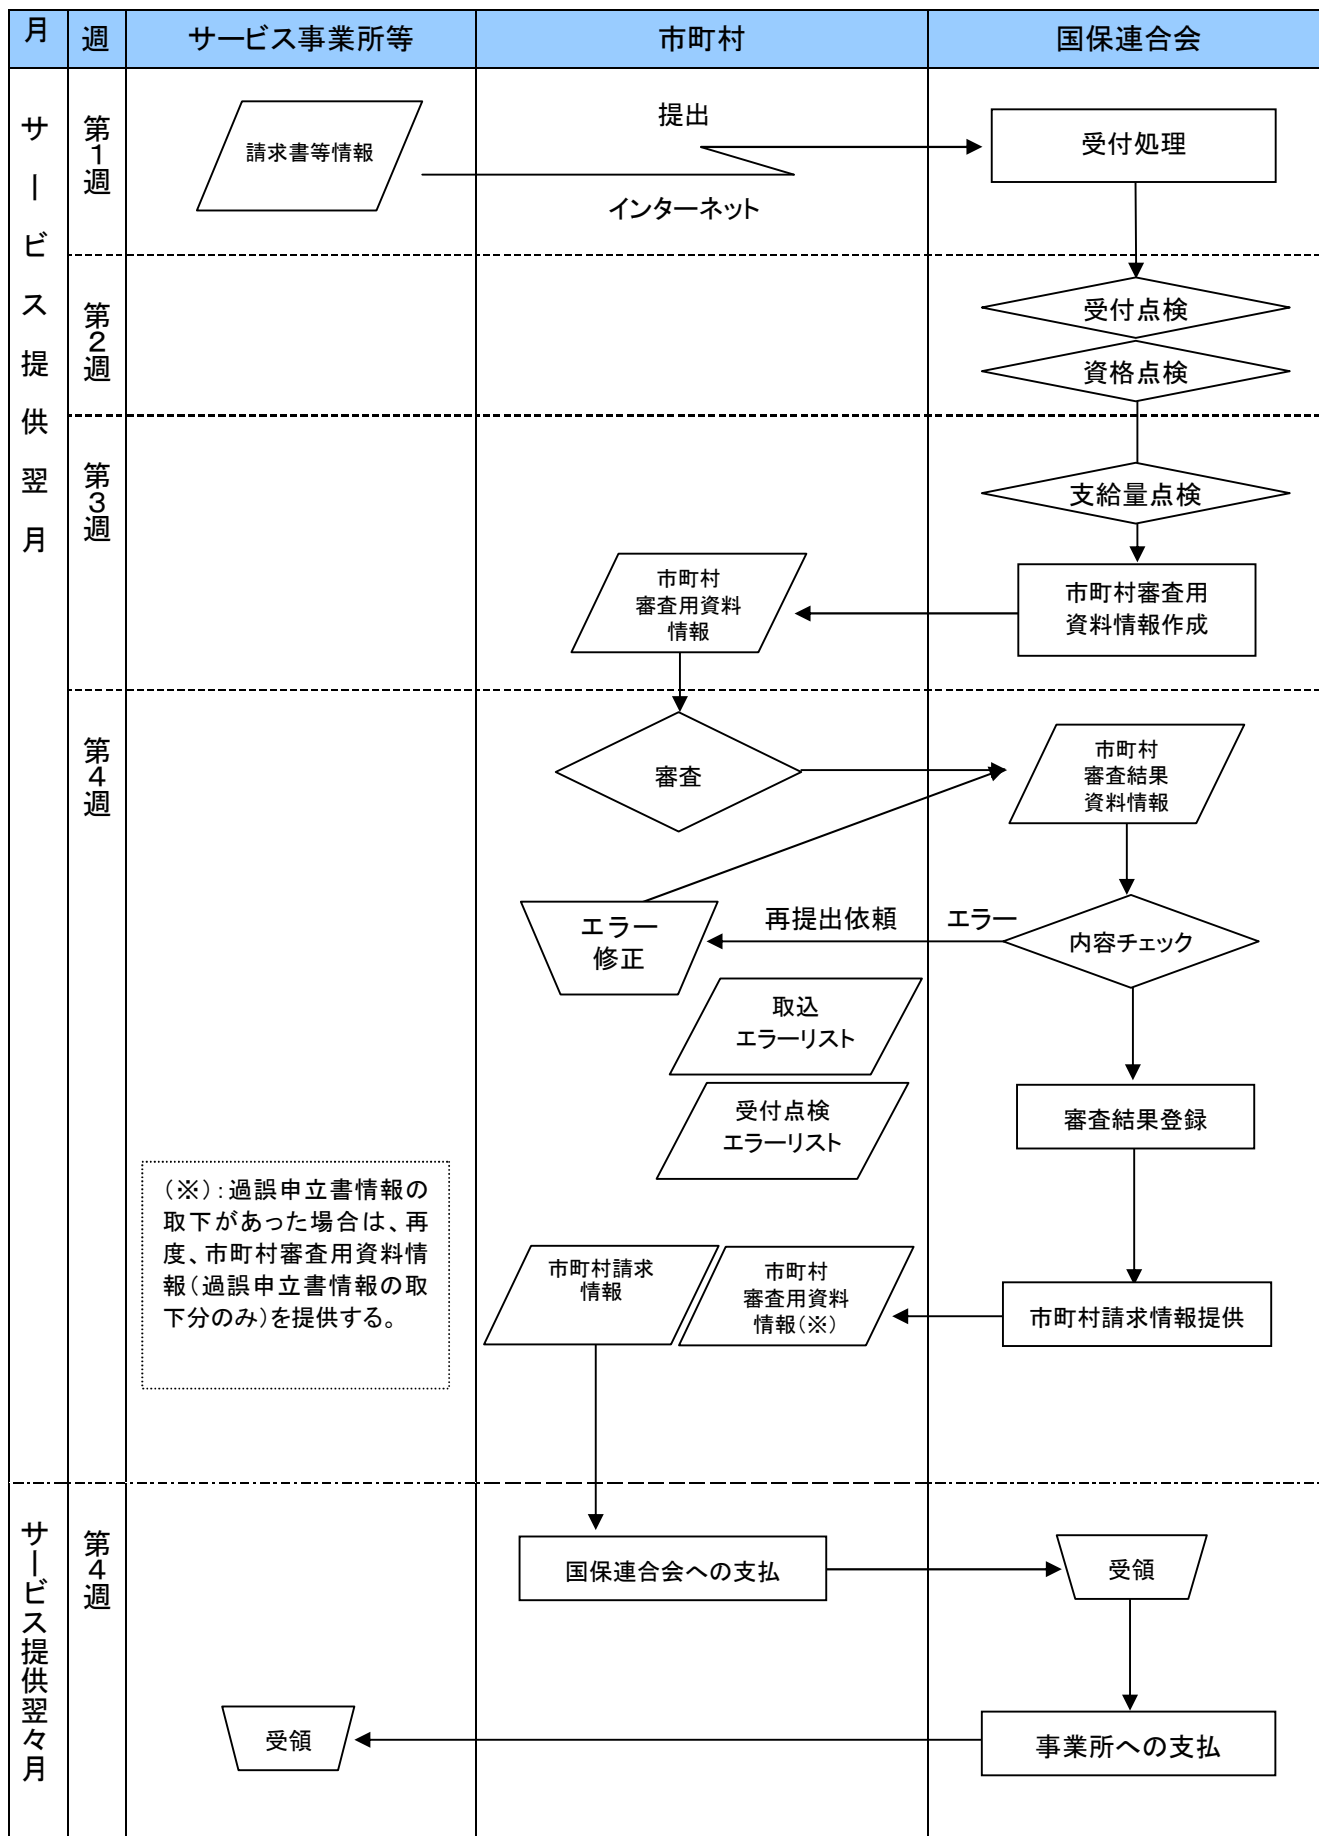 月 週 サービス事業所等 市町村 国保連合会
サービス提供翌月
第1週
請求書等情報
提出
インターネット
受付処理
第2週
受付点検
資格点検
第3週
支給量点検
市町村
審査用資料
情報
市町村審査用
資料情報作成
第4週
審査
市町村
審査結果
資料情報
エラー
修正
再提出依頼
エラー
内容チェック
取込
エラーリスト
受付点検
エラーリスト
審査結果登録
(※):過誤申立書情報の
取下があった場合は、再
度、市町村審査用資料情
報(過誤申立書情報の取
下分のみ)を提供する。
市町村請求
情報
市町村
審査用資料
情報(※)
市町村請求情報提供
サービス提供翌々月
第4週
国保連合会への支払
受領
受領
事業所への支払